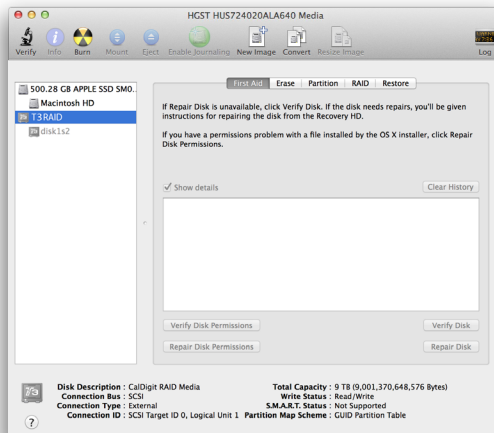 HGST HUS724020ALA640 Media
Verify Info Burn Mount Eject Enable Journaling New Image Convert Resize Image Log
500.28 GB APPLE SSD SM0..
Macintosh HD
T3RAID
disk1s2
First Aid Erase Partition RAID Restore
If Repair Disk is unavailable, click Verify Disk. If the disk needs repairs, you'll be given
instructions for repairing the disk from the Recovery HD.
If you have a permissions problem with a file installed by the OS X installer, click Repair
Disk Permissions.
Show details Clear History
Verify Disk Permissions Verify Disk
Repair Disk Permissions Repair Disk
Disk Description : CalDigit RAID Media Total Capacity : 9 TB (9,001,370,648,576 Bytes)
Connection Bus : SCSI Write Status : Read/Write
Connection Type : External S.M.A.R.T. Status : Not Supported
Connection ID : SCSI Target ID 0, Logical Unit 1 Partition Map Scheme : GUID Partition Table
?